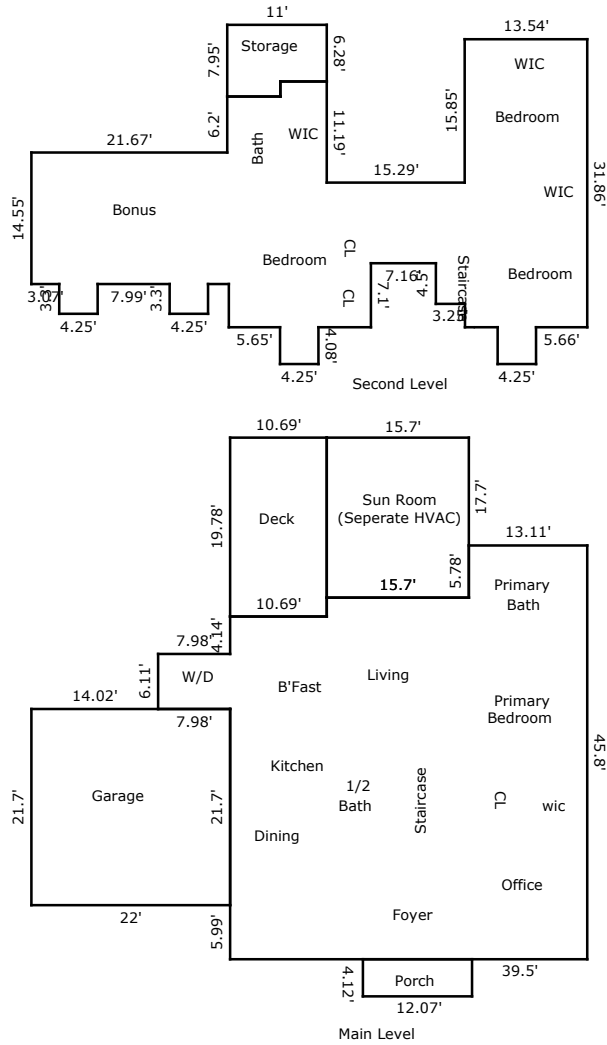 11'
13.54'
7.95'
Storage
6.28'
WIC
15.85'
Bedroom
6.2'
Bath
WIC
11.19'
21.67'
15.29'
31.86'
WIC
14.55'
Bonus
CL
Bedroom
7.16'
4.5'
Staircase
Bedroom
3.07'
3.3'
7.99'
3.3'
CL
7.1'
3.25'
4.25'
4.25'
5.65'
4.08'
5.66'
4.25'
4.25'
Second Level
10.69'
15.7'
19.78'
Deck
Sun Room
(Seperate HVAC)
17.7'
13.11'
5.78'
15.7'
Primary
Bath
10.69'
4.14'
7.98'
6.11'
W/D
B'Fast
Living
14.02'
7.98'
Primary
Bedroom
45.8'
Kitchen
21.7'
Garage
21.7'
1/2
Bath
Staircase
CL
wic
Dining
Office
22'
5.99'
Foyer
39.5'
4.12'
Porch
12.07'
Main Level